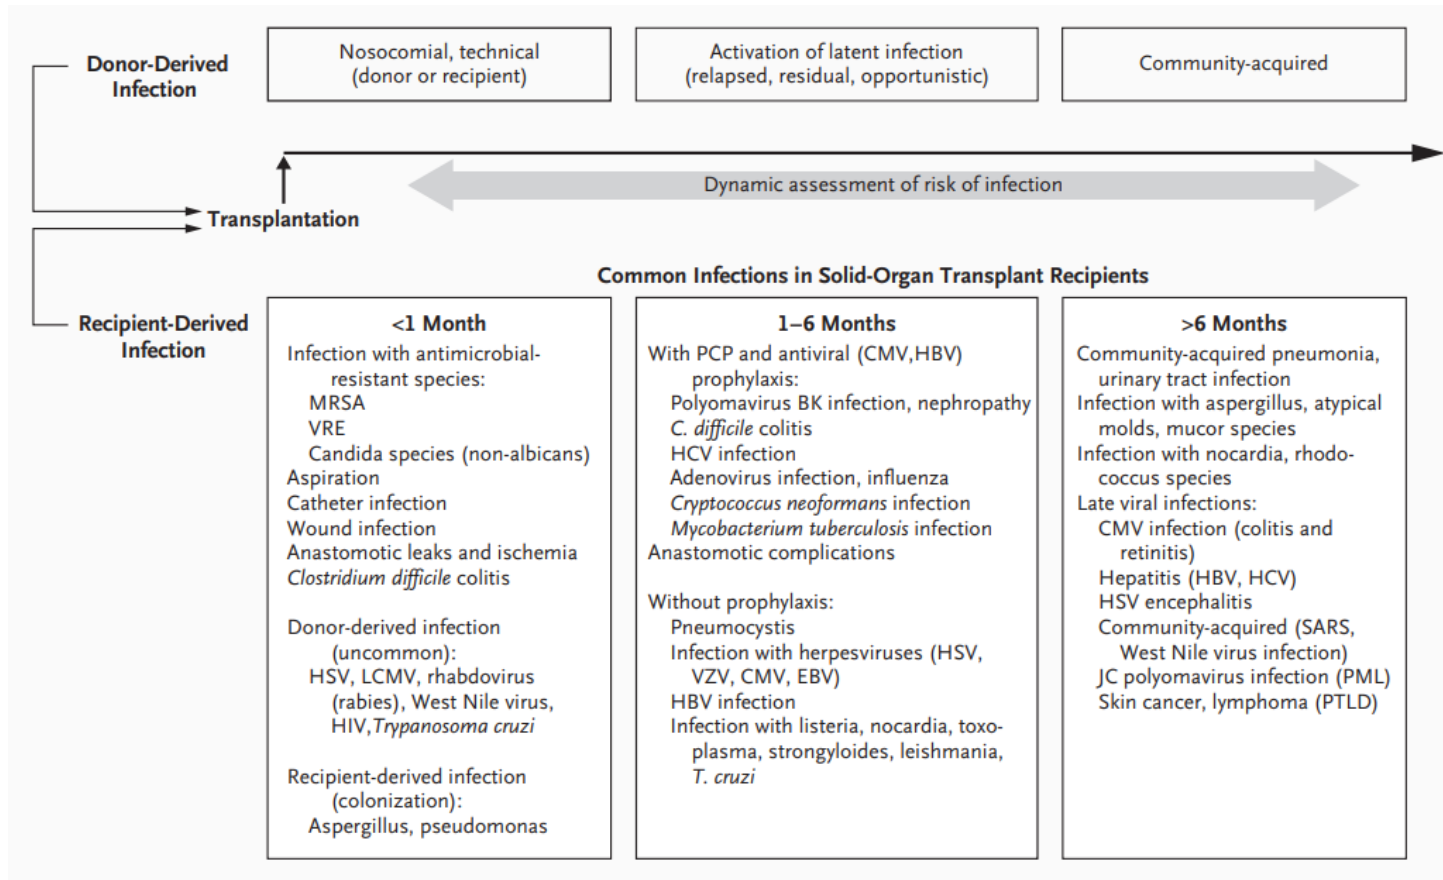 Donor-Derived
Infection
Nosocomial, technical
(donor or recipient)
Activation of latent infection
(relapsed, residual, opportunistic)
Community-acquired
Dynamic assessment of risk of infection
Transplantation
Common Infections in Solid-Organ Transplant Recipients
Recipient-Derived
Infection
<1 Month
Infection with antimicrobial-
resistant species:
MRSA
VRE
Candida species (non-albicans)
Aspiration
Catheter infection
Wound infection
Anastomotic leaks and ischemia
Clostridium difficile colitis
Donor-derived infection
(uncommon):
HSV, LCMV, rhabdovirus
(rabies), West Nile virus,
HIV,Trypanosoma cruzi
Recipient-derived infection
(colonization):
Aspergillus, pseudomonas
1–6 Months
With PCP and antiviral (CMV,HBV)
prophylaxis:
Polyomavirus BK infection, nephropathy
C. difficile colitis
HCV infection
Adenovirus infection, influenza
Cryptococcus neoformans infection
Mycobacterium tuberculosis infection
Anastomotic complications
Without prophylaxis:
Pneumocystis
Infection with herpesviruses (HSV,
VZV, CMV, EBV)
HBV infection
Infection with listeria, nocardia, toxo-
plasma, strongyloides, leishmania,
T. cruzi
>6 Months
Community-acquired pneumonia,
urinary tract infection
Infection with aspergillus, atypical
molds, mucor species
Infection with nocardia, rhodo-
coccus species
Late viral infections:
CMV infection (colitis and
retinitis)
Hepatitis (HBV, HCV)
HSV encephalitis
Community-acquired (SARS,
West Nile virus infection)
JC polyomavirus infection (PML)
Skin cancer, lymphoma (PTLD)